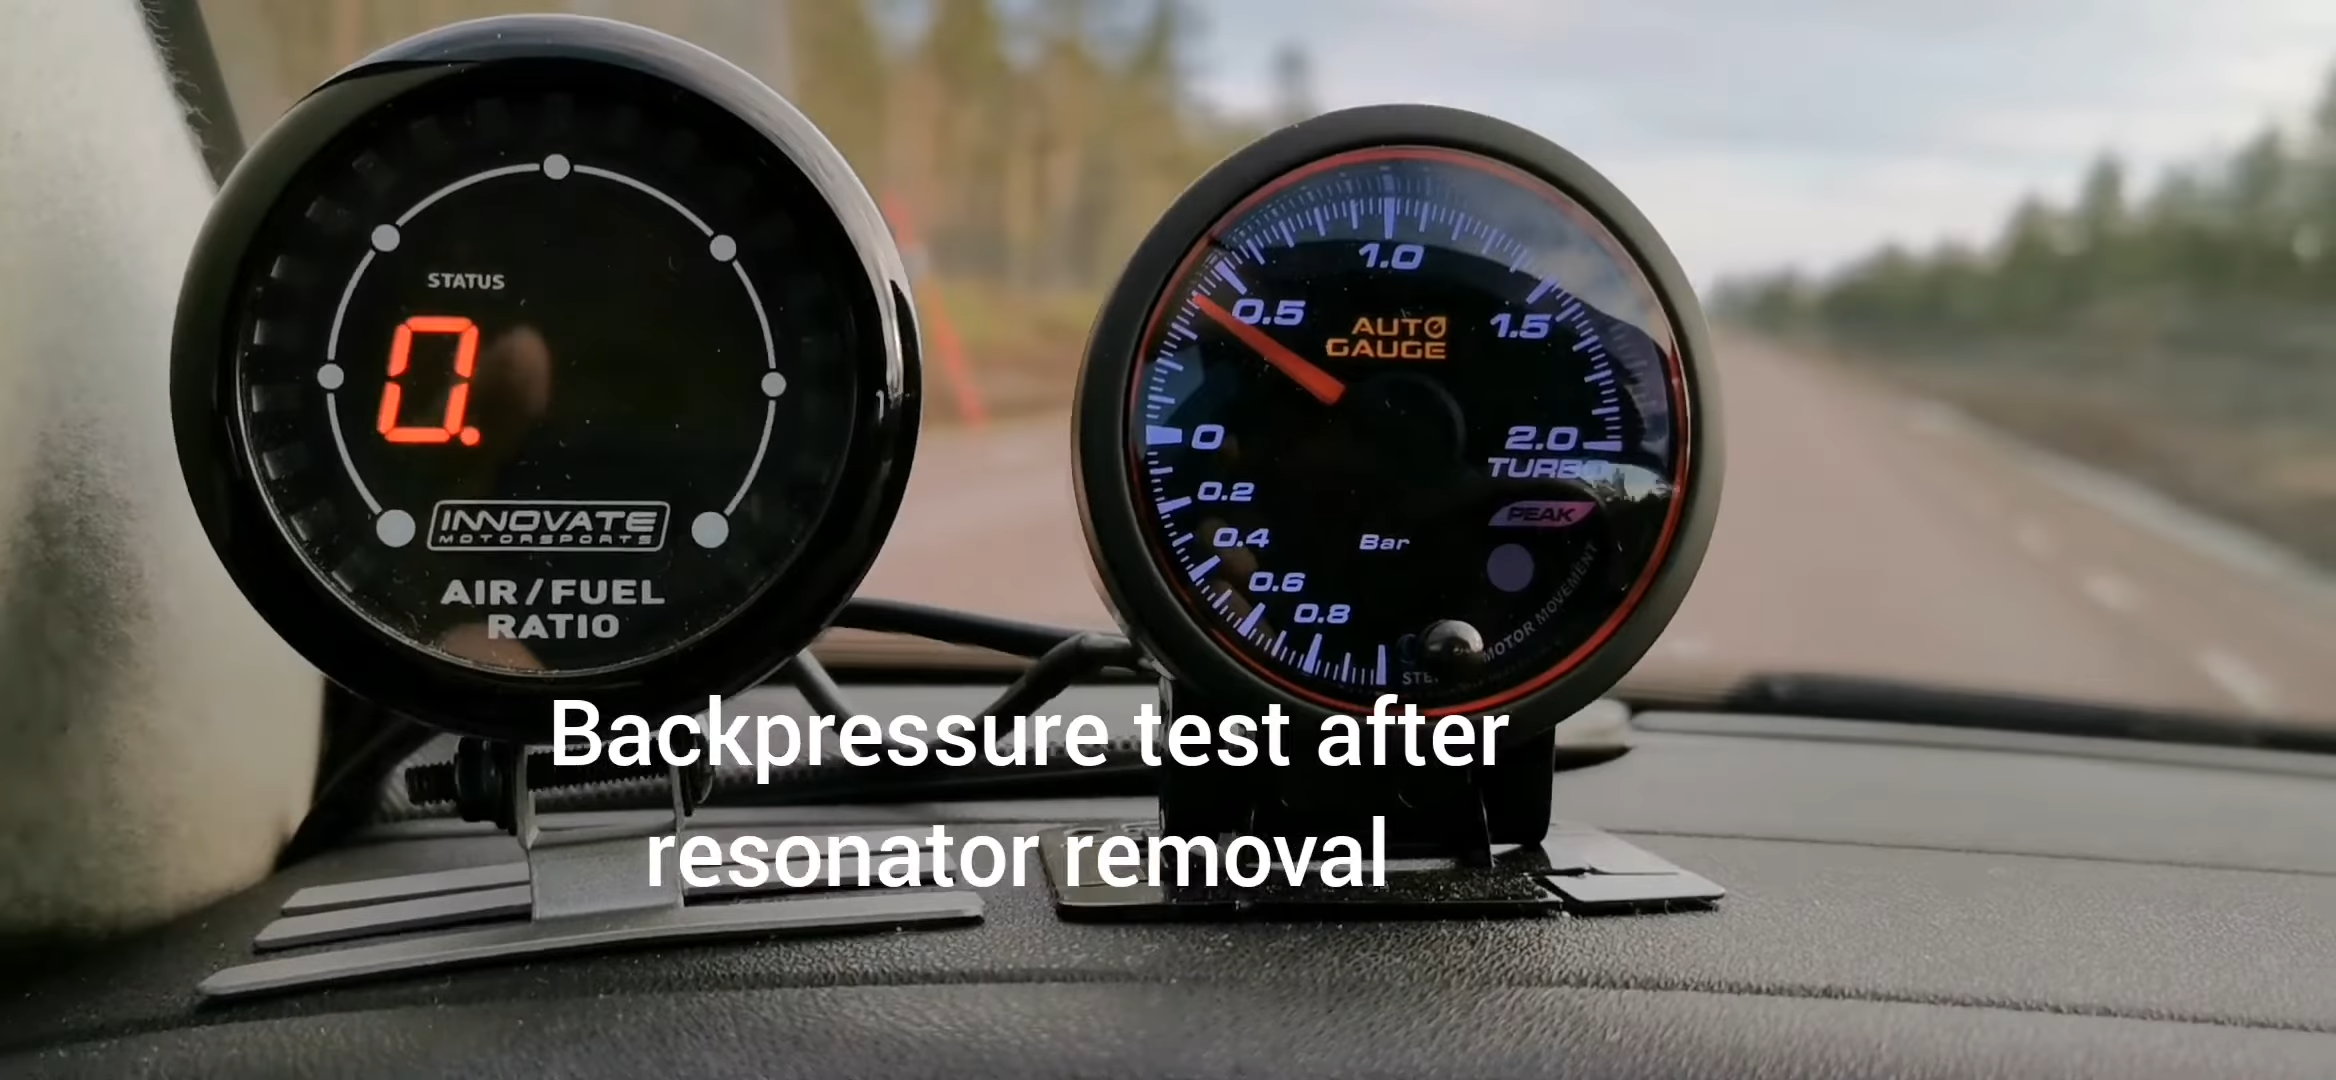 STATUS
0.
INNOVATE
MOTORSPORTS
AIR/FUEL
RATIO
1.0
0.5
1.5
AUTO
GAUGE
0
2.0
TURBO
0.2
PEAK
0.4
Bar
0.6
0.8
MOTOR MOVEMENT
Backpressure test after
resonator removal